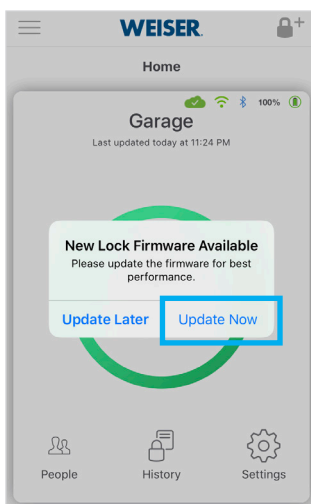 WEISER
Home
100%
Garage
Last updated today at 11:24 PM
New Lock Firmware Available
Please update the firmware for best
performance.
Update Later Update Now
People History Settings